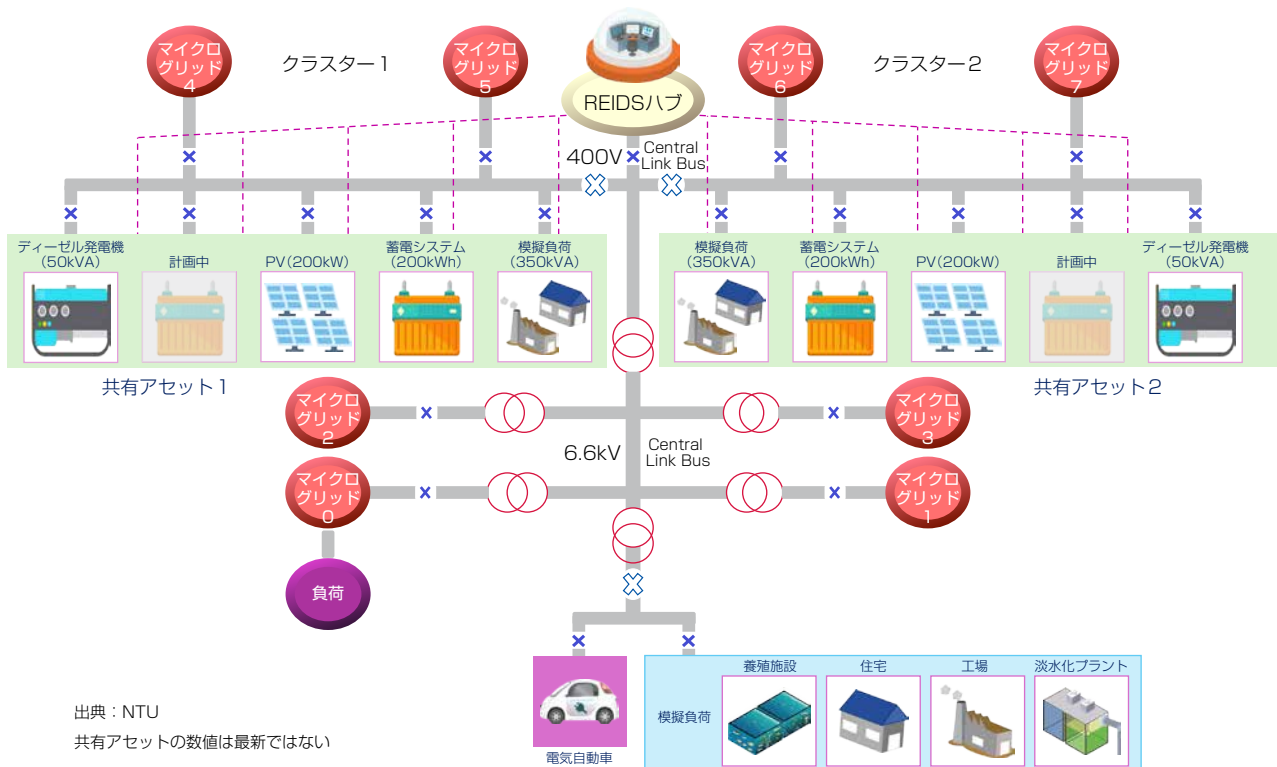 マイクロ
グリッド
4
クラスター1
マイクロ
グリッド
5
REIDSハブ
マイクロ
グリッド
6
クラスター2
マイクロ
グリッド
7
400V
Central
Link Bus
ディーゼル発電機
(50kVA)
計画中
PV(200kW)
蓄電システム
(200kWh)
模擬負荷
(350kVA)
模擬負荷
(350kVA)
蓄電システム
(200kWh)
PV(200kW)
計画中
ディーゼル発電機
(50kVA)
共有アセット1
共有アセット2
マイクロ
グリッド
2
マイクロ
グリッド
3
6.6kV
Central
Link Bus
マイクロ
グリッド
0
マイクロ
グリッド
1
負荷
電気自動車
模擬負荷
養殖施設
住宅
工場
淡水化プラント
出典:NTU
共有アセットの数値は最新ではない